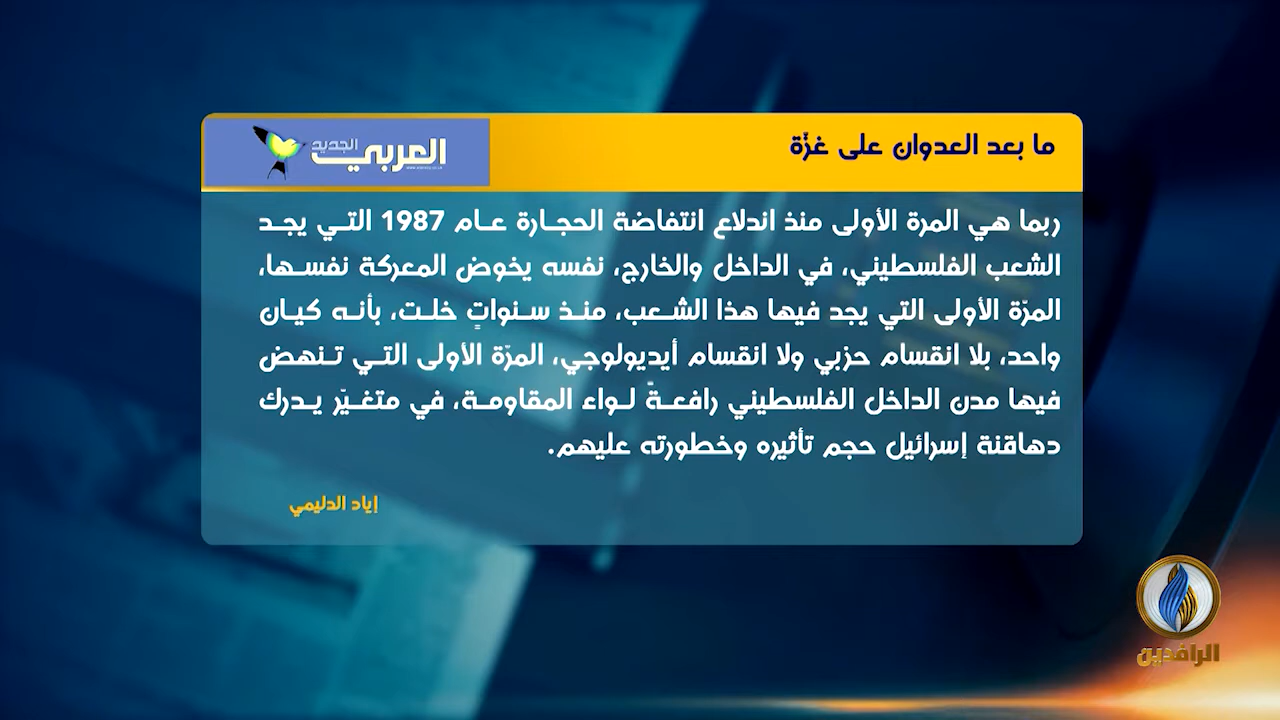 ما بعد العدوان على غزّة
العربي الجديد
ربما هي المرة الأولى منذ اندلاع انتفاضة الحجارة عام 1987 التي يجد
الشعب الفلسطيني، في الداخل والخارج، نفسه يخوض المعركة نفسها،
المرّة الأولى التي يجد فيها هذا الشعب، منذ سنواتٍ خلت، بأنه كيان
واحد، بلا انقسام حزبي ولا انقسام أيديولوجي، المرّة الأولى التي تنهض
فيها مدن الداخل الفلسطيني رافعةً لواء المقاومة، في متغيّر يدرك
دهاقنة إسرائيل حجم تأثيره وخطورته عليهم.
إياد الدليمي
الرافدين